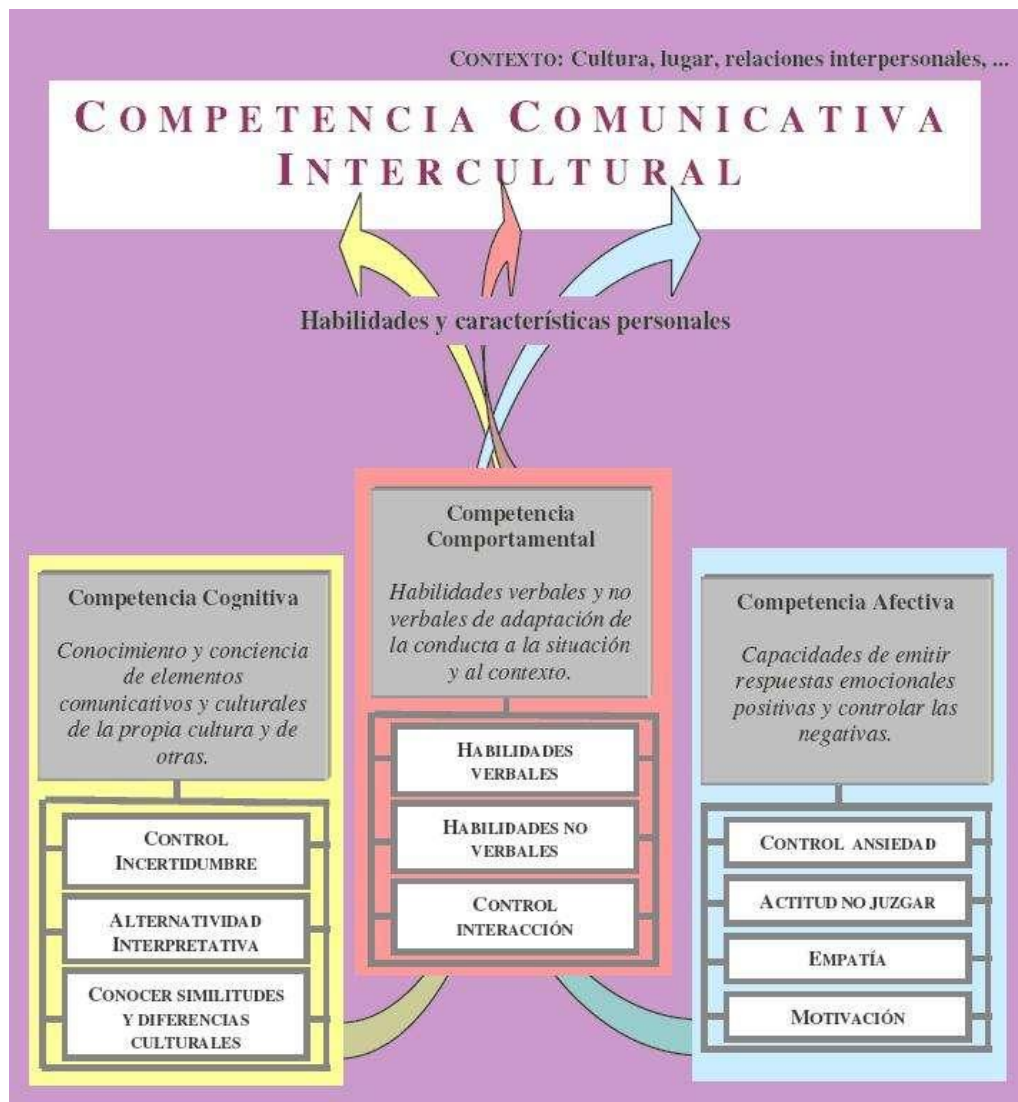 CONTEXTO: Cultura, lugar, relaciones interpersonales, ...
COMPETENCIA COMUNICATIVA
INTERCULTURAL
Habilidades y características personales
Competencia
Comportamental
Habilidades verbales y no
verbales de adaptación de
la conducta a la situación
y al contexto.
HABILIDADES
VERBALES
HABILIDADES NO
VERBALES
CONTROL
INTERACCIÓN
Competencia Cognitiva
Conocimiento y conciencia
de elementos
comunicativos y culturales
de la propia cultura y de
otras.
CONTROL
INCERTIDUMBRE
ALTERNATIVIDAD
INTERPRETATIVA
CONOCER SIMILITUDES
Y DIFERENCIAS
CULTURALES
Competencia Afectiva
Capacidades de emitir
respuestas emocionales
positivas y controlar las
negativas.
CONTROL ANSIEDAD
ACTITUD NO JUZGAR
EMPATÍA
MOTIVACIÓN